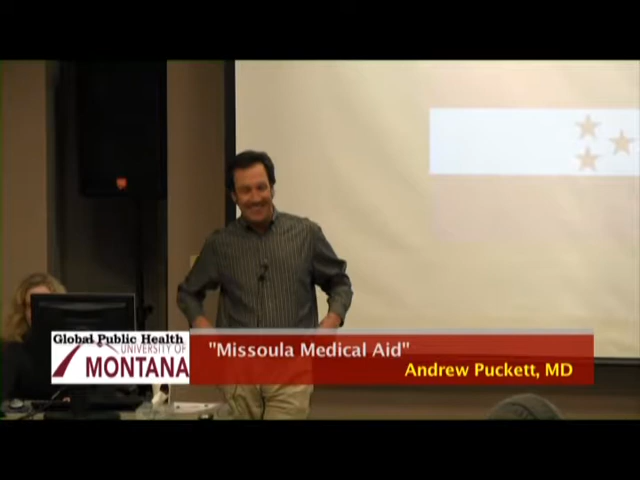 Global Public Health
UNIVERSITY OF
MONTANA
"Missoula Medical Aid"
Andrew Puckett, MD